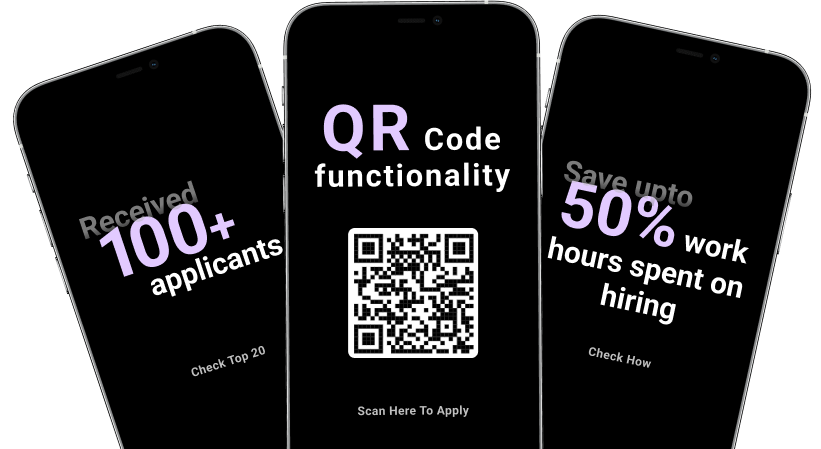 Received
100+
applicants
Check Top 20
QR Code
functionality
Scan Here To Apply
Save upto
50% work
hours spent on
hiring
Check How